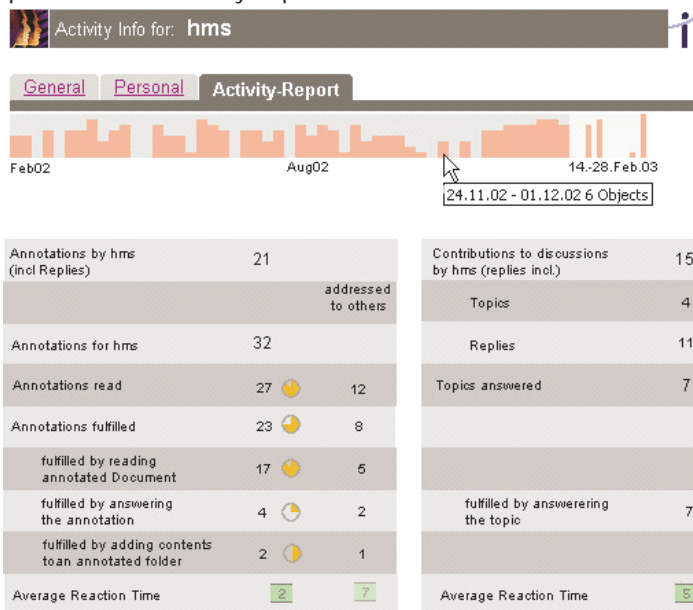 Activity Info for: hms
General Personal Activity-Report
Feb02 Aug02 14.-28.Feb.03
24.11.02 - 01.12.02 6 Objects
Annotations by hms
(incl Replies) 21
addressed
to others
Annotations for hms 32
Annotations read 27 12
Annotations fulfilled 23 8
fulfilled by reading
annotated Document 17 5
fulfilled by answering
the annotation 4 2
fulfilled by adding contents
toan annotated folder 2 1
Average Reaction Time 2 7
Contributions to discussions
by hms (replies incl.) 15
Topics 4
Replies 11
Topics answered 7
fulfilled by answerering
the topic 7
Average Reaction Time 5